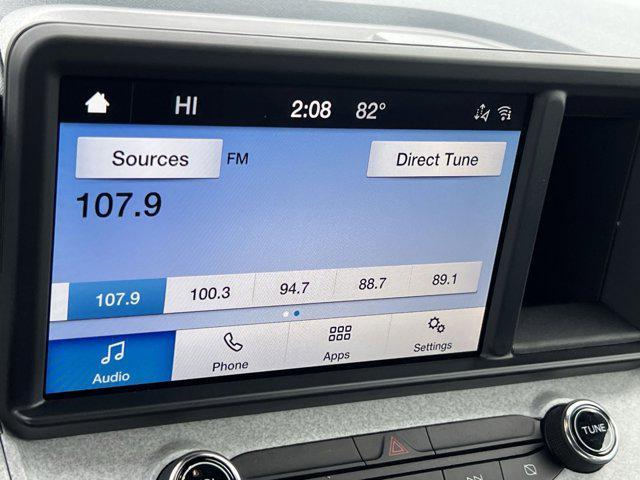 HI 2:08 82°
Sources FM Direct Tune
107.9
107.9 100.3 94.7 88.7 89.1
Audio Phone Apps Settings
TUNE